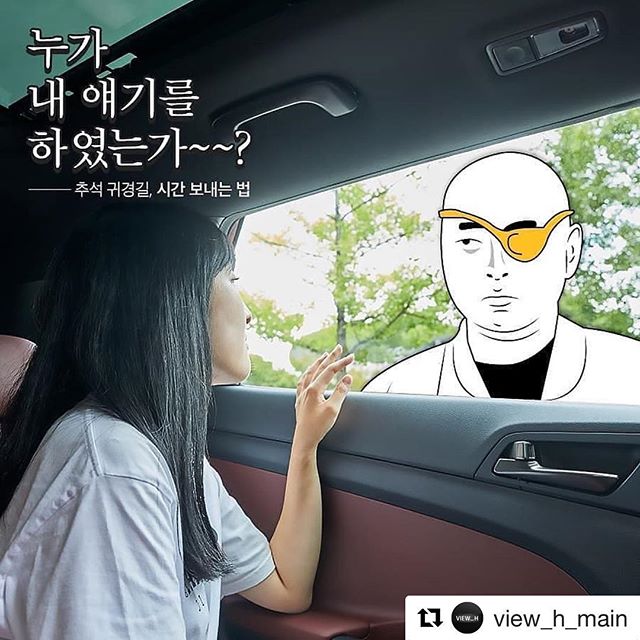 누가
내 얘기를
하였는가~~?
추석 귀경길, 시간 보내는 법
VIEW_H
view_h_main